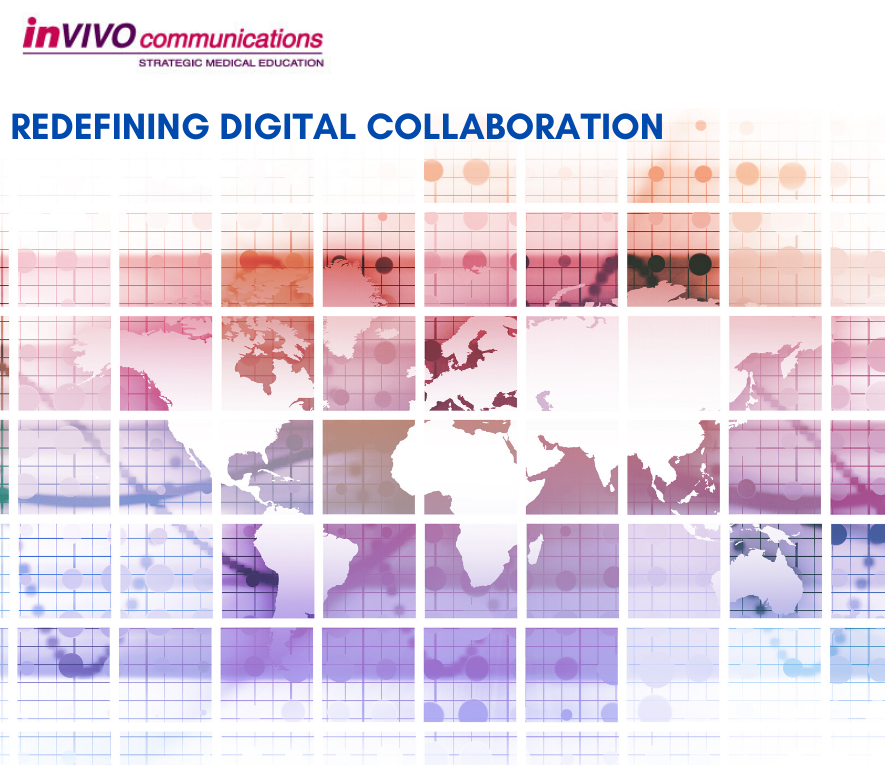 inVIVO communications
STRATEGIC MEDICAL EDUCATION
REDEFINING DIGITAL COLLABORATION